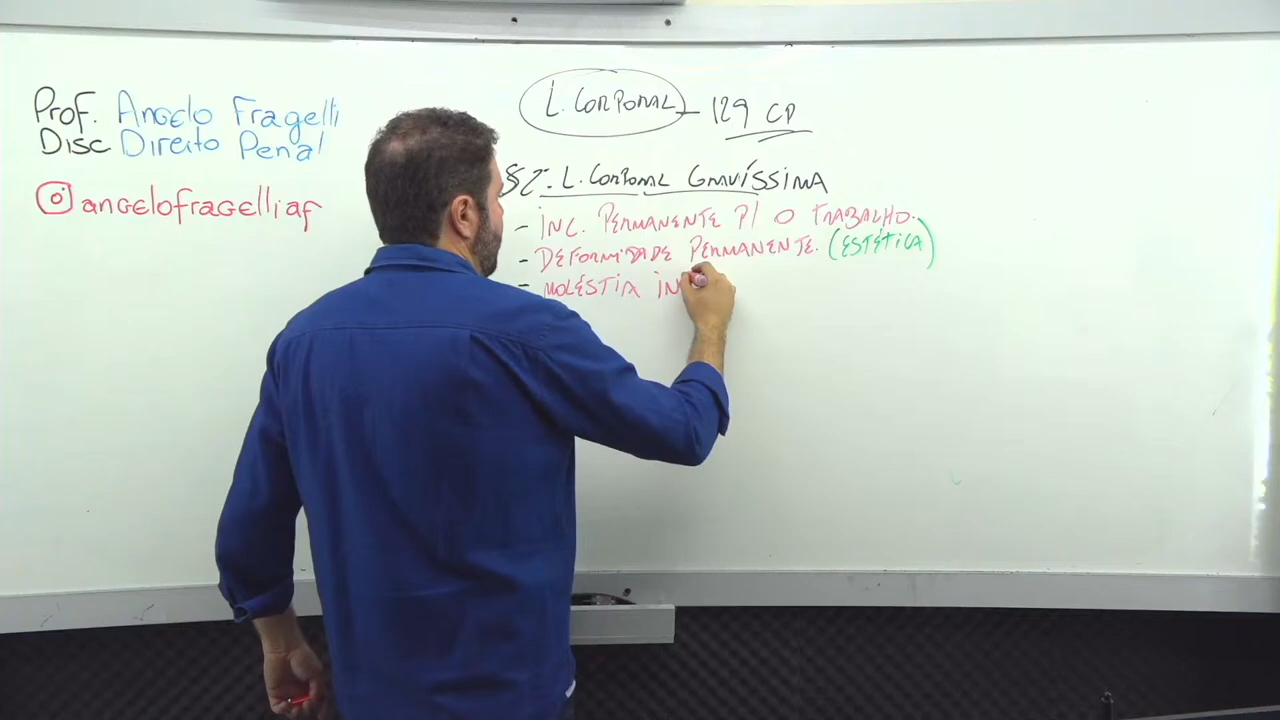 Prof. Angelo Fragelli
Disc Direito Penal
angelofragelliaf
L. CORPORAL - 129 CP
§2º. L. CORPORAL GRAVÍSSIMA
- INC. PERMANENTE P/ O TRABALHO.
- DEFORMIDADE PERMANENTE. (ESTÉTICA)
- MOLÉSTIA IN